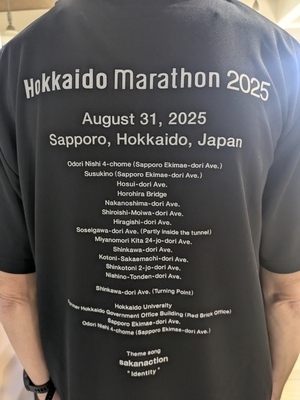 Hokkaido Marathon 2025
August 31, 2025
Sapporo, Hokkaido, Japan
Odori Nishi 4-chome (Sapporo Ekimae-dori Ave.)
Susukino (Sapporo Ekimae-dori Ave.)
Hosui-dori Ave.
Horohira Bridge
Nakanoshima-dori Ave.
Shiroishi-Moiwa-dori Ave.
Hiragishi-dori Ave.
Soseigawa-dori Ave. (Partly inside the tunnel)
Miyanomori Kita 24-jo-dori Ave.
Shinkawa-dori Ave.
Kotoni-Sakaemachi-dori Ave.
Shinkotoni 2-jo-dori Ave.
Nishino-Tonden-dori Ave.
Shinkawa-dori Ave. (Turning Point)
Hokkaido University
Former Hokkaido Government Office Building (Red Brick Office)
Sapporo Ekimae-dori Ave.
Odori Nishi 4-chome (Sapporo Ekimae-dori Ave.)
Theme song
sakanaction
"Identity"